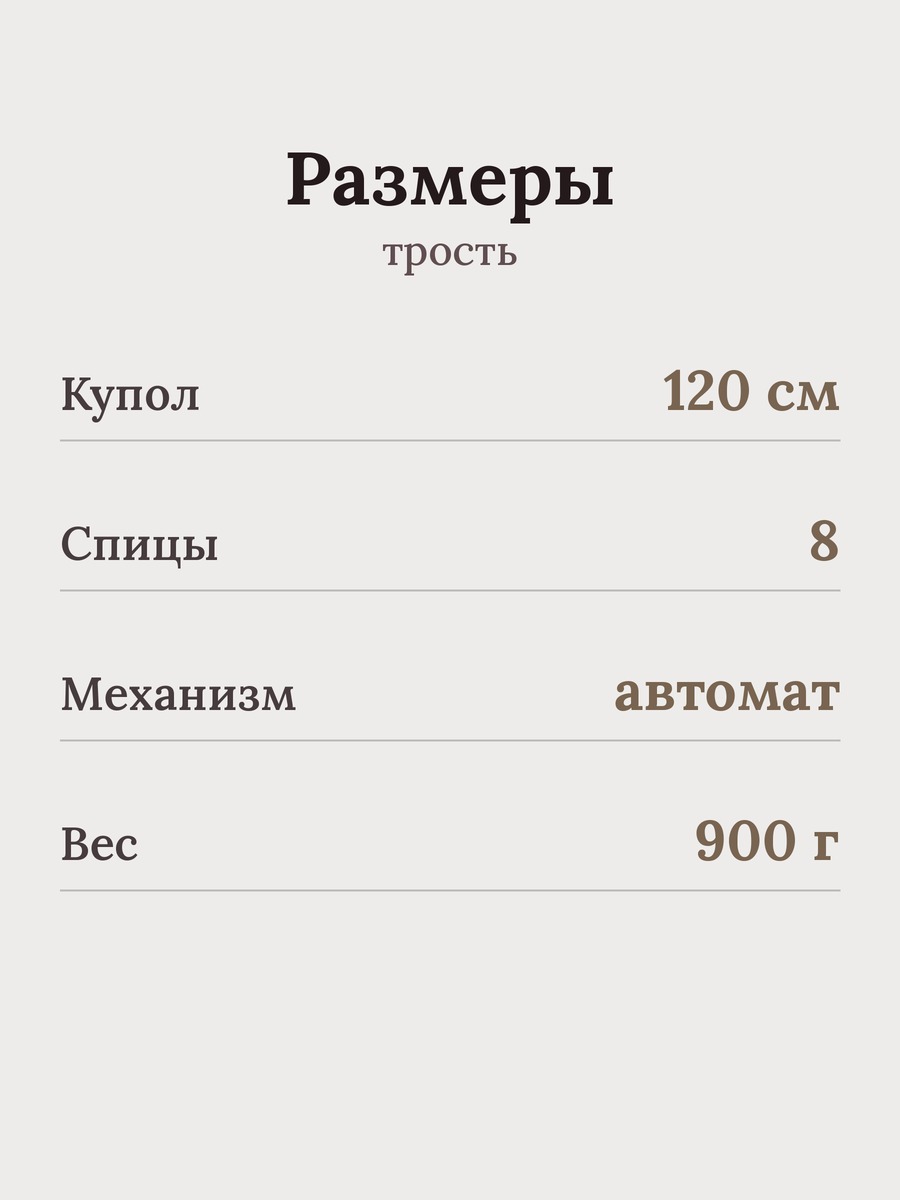 Размеры
трость
Купол 120 см
Спицы 8
Механизм автомат
Вес 900 г